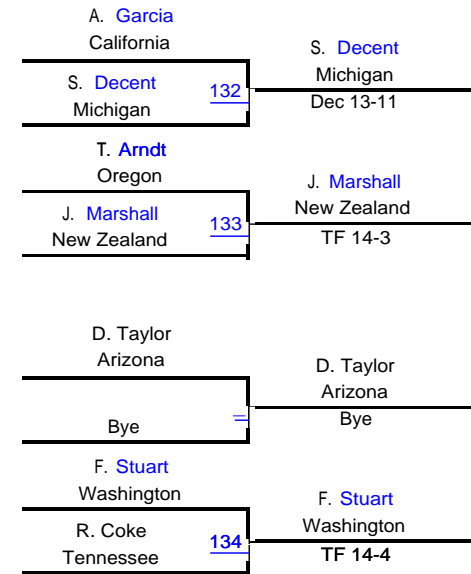 A. Garcia
California
S. Decent
Michigan
132
S. Decent
Michigan
Dec 13-11
T. Arndt
Oregon
J. Marshall
New Zealand
133
J. Marshall
New Zealand
TF 14-3
D. Taylor
Arizona
Bye
D. Taylor
Arizona
Bye
F. Stuart
Washington
R. Coke
Tennessee
134
F. Stuart
Washington
TF 14-4